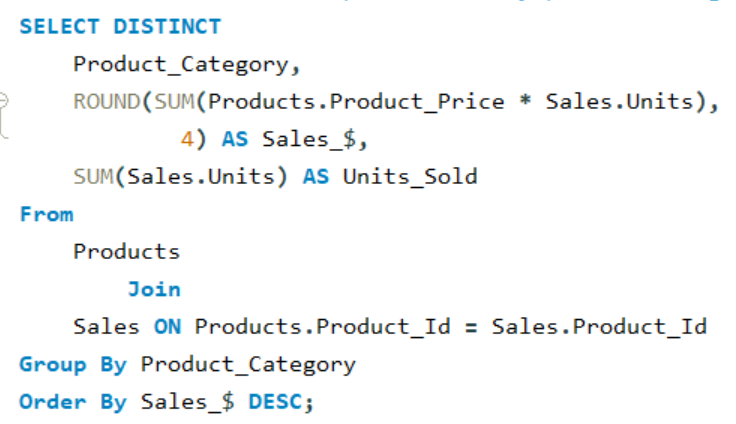 SELECT DISTINCT
Product_Category,
ROUND(SUM(Products.Product_Price * Sales.Units),
4) AS Sales_$,
SUM(Sales.Units) AS Units_Sold
From
Products
Join
Sales ON Products.Product_Id = Sales.Product_Id
Group By Product_Category
Order By Sales_$ DESC;